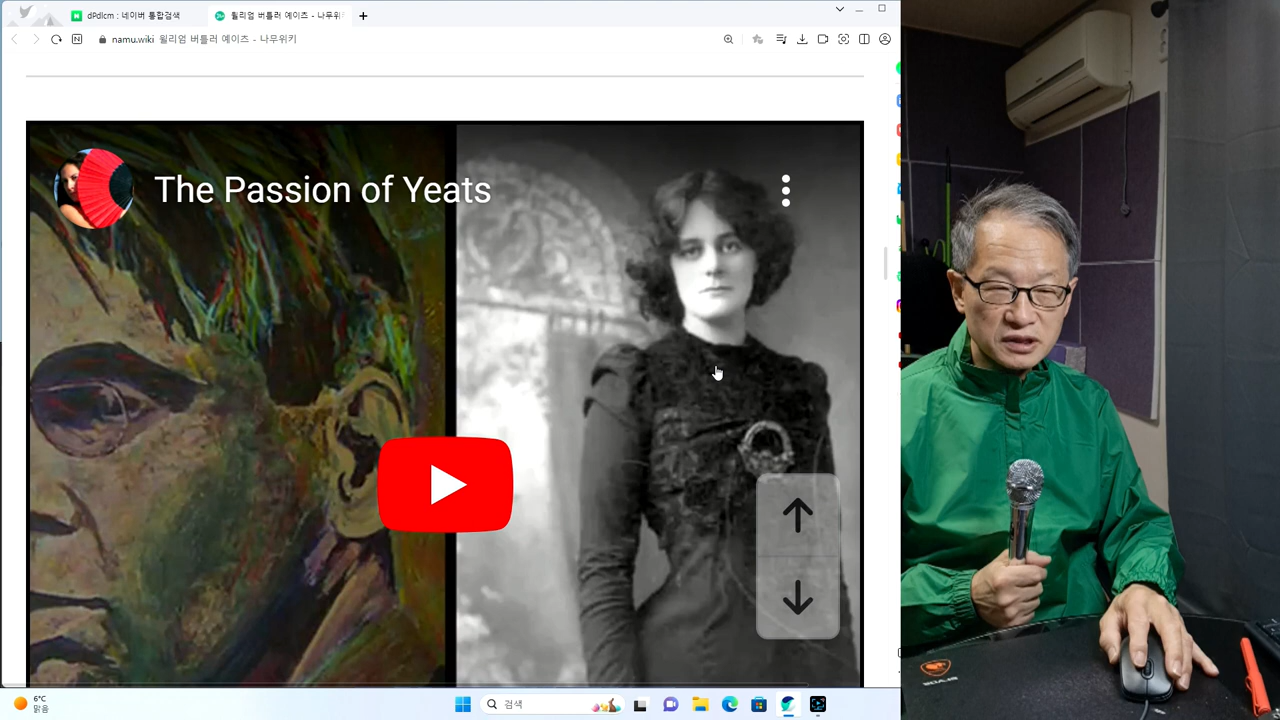 dPdlcm : 네이버 통합검색
윌리엄 버틀러 예이츠 - 나무위키
namu.wiki 윌리엄 버틀러 예이츠 - 나무위키
The Passion of Yeats
6°C
맑음
검색